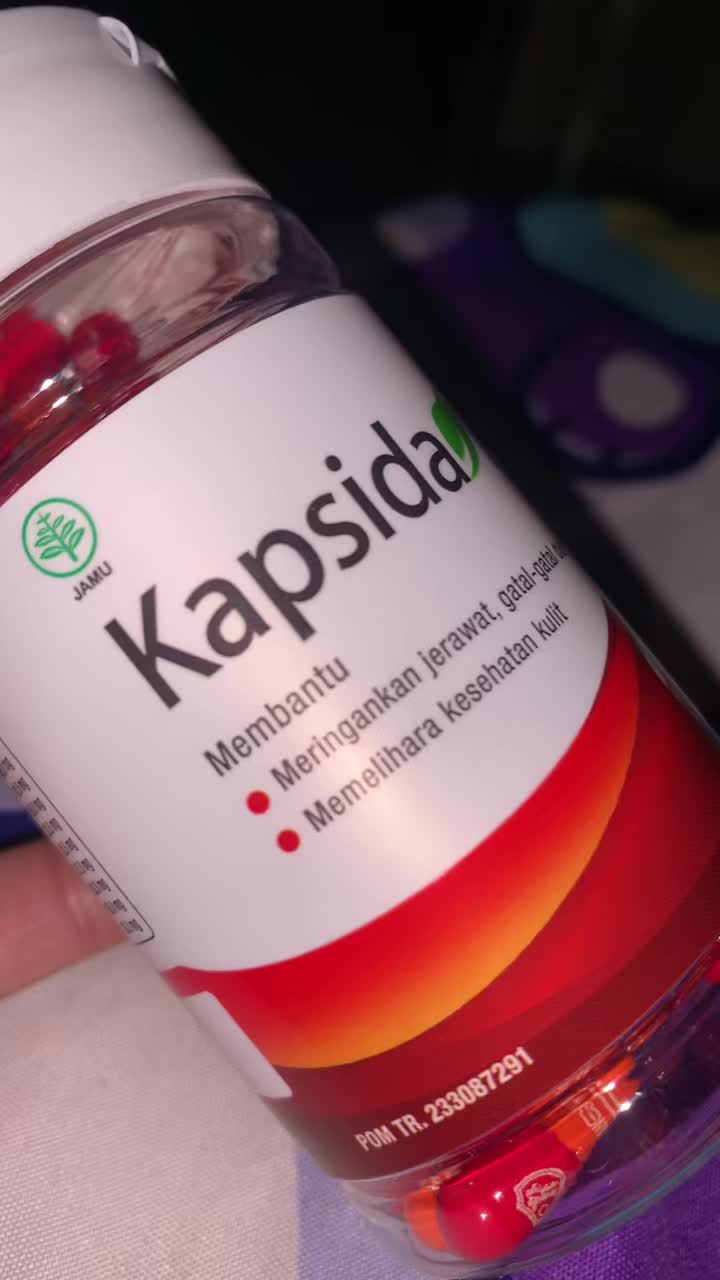 JAMU
Kapsida
Membantu
Meringankan jerawat, gatal-gatal
Memelihara kesehatan kulit
POM TR. 233087291